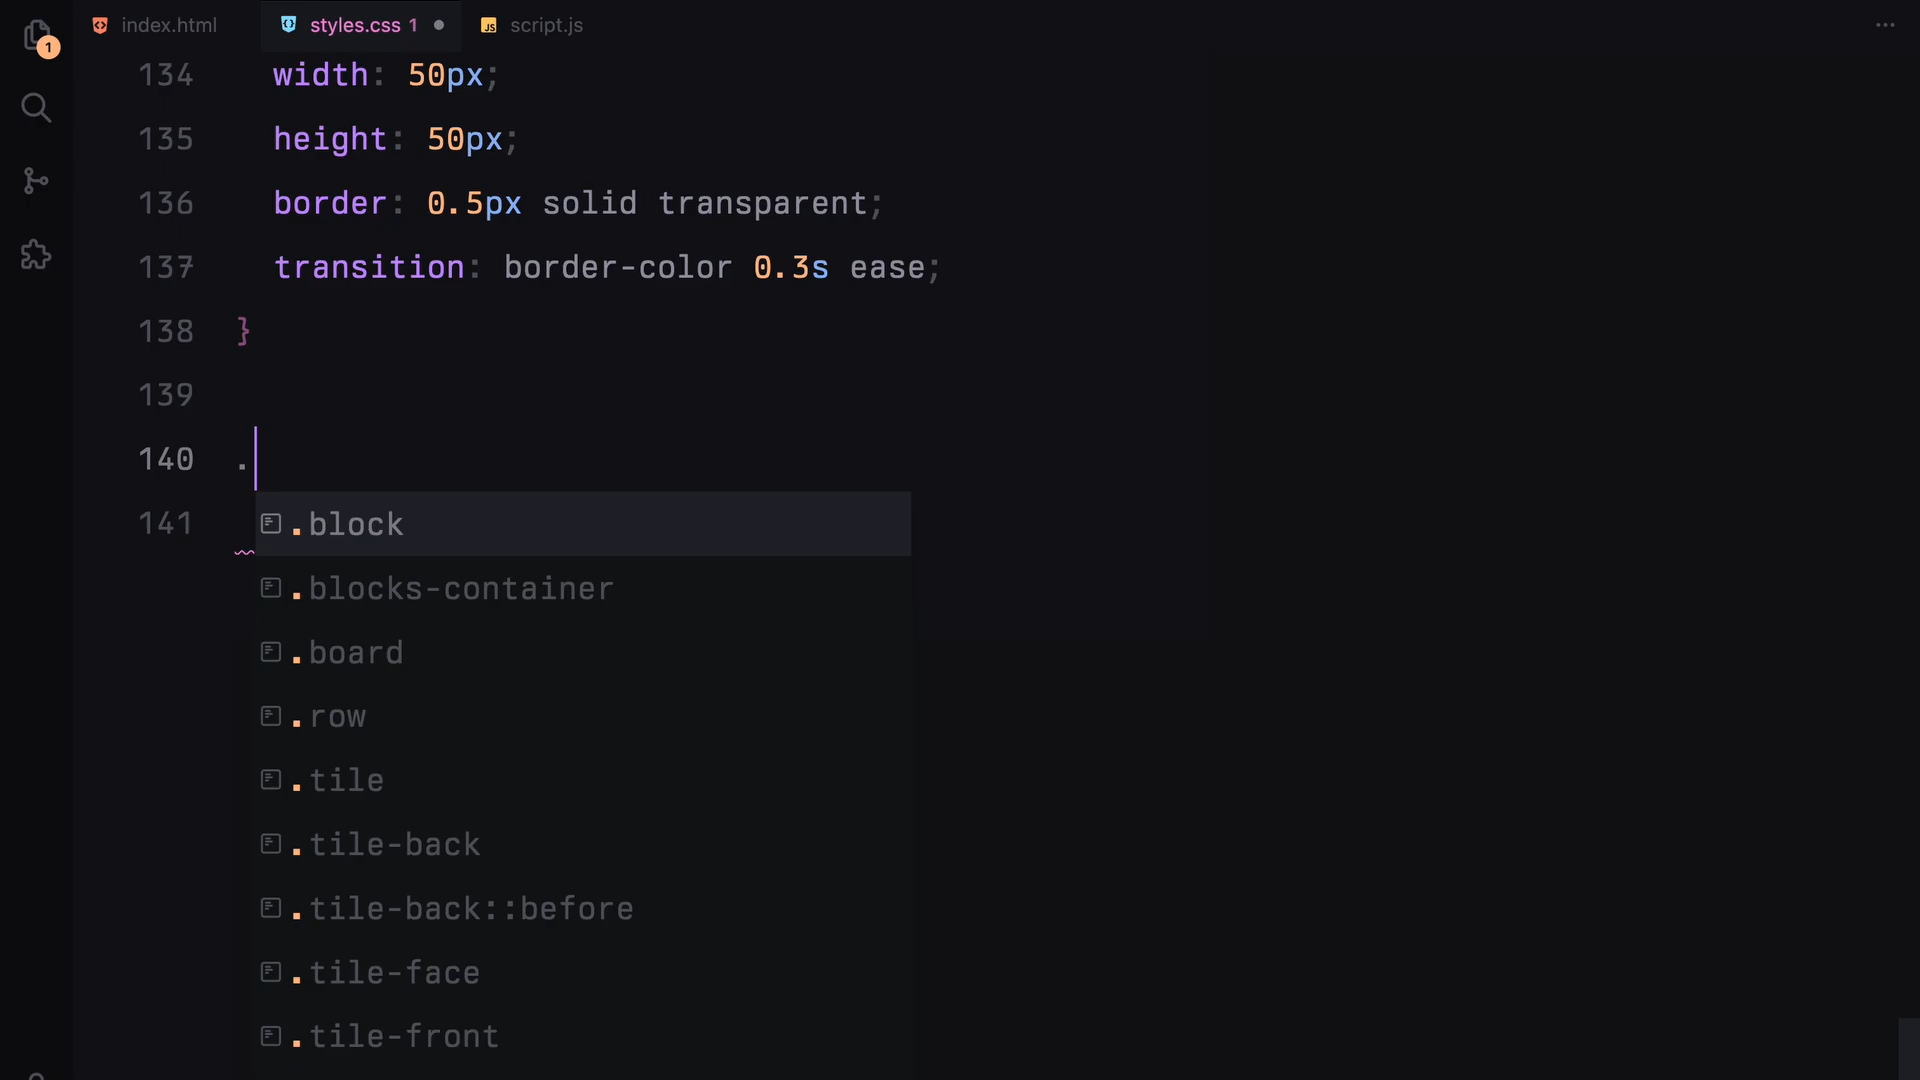 index.html styles.css 1 script.js
1
134 width: 50px;
135 height: 50px;
136 border: 0.5px solid transparent;
137 transition: border-color 0.3s ease;
138 }
139
140 .
141
.block
.blocks-container
.board
.row
.tile
.tile-back
.tile-back::before
.tile-face
.tile-front